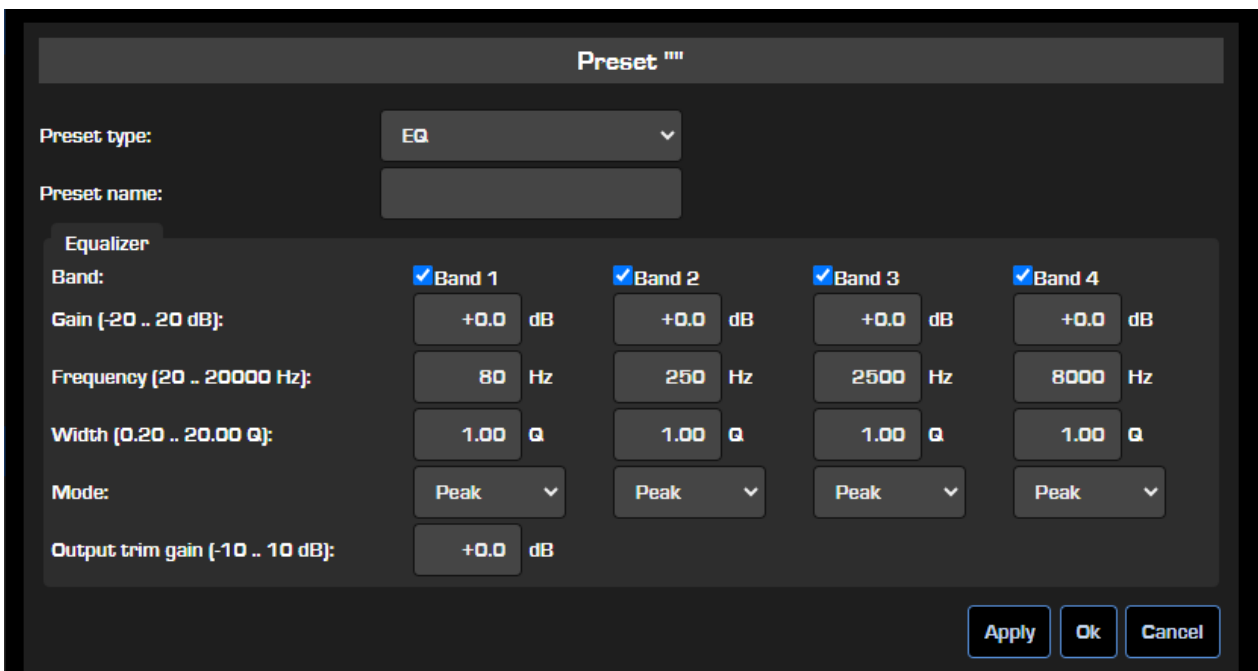 Preset ""
Preset type: EQ
Preset name:
Equalizer
Band: Band 1 Band 2 Band 3 Band 4
Gain (-20 .. 20 dB): +0.0 dB +0.0 dB +0.0 dB +0.0 dB
Frequency (20 .. 20000 Hz): 80 Hz 250 Hz 2500 Hz 8000 Hz
Width (0.20 .. 20.00 Q): 1.00 Q 1.00 Q 1.00 Q 1.00 Q
Mode: Peak Peak Peak Peak
Output trim gain (-10 .. 10 dB): +0.0 dB
Apply Ok Cancel